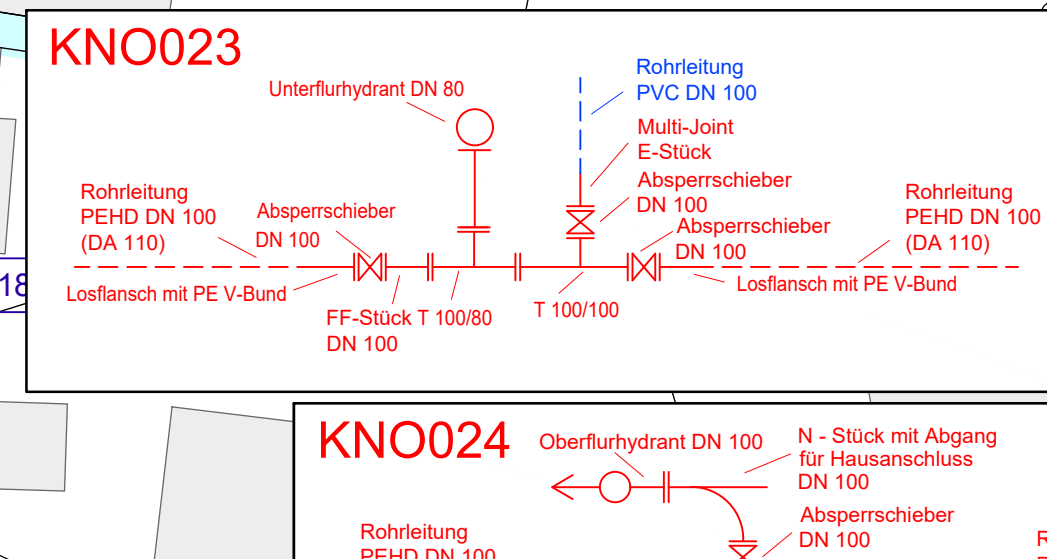 KNO023
Unterflurhydrant DN 80
Rohrleitung
PVC DN 100
Multi-Joint
E-Stück
Absperrschieber
DN 100
Absperrschieber
DN 100
Rohrleitung
PEHD DN 100
(DA 110)
Absperrschieber
DN 100
Rohrleitung
PEHD DN 100
(DA 110)
Losflansch mit PE V-Bund
FF-Stück T 100/80
DN 100
T 100/100
Losflansch mit PE V-Bund
18
KNO024
Oberflurhydrant DN 100
N - Stück mit Abgang
für Hausanschluss
DN 100
Absperrschieber
DN 100
Rohrleitung
PEHD DN 100
R